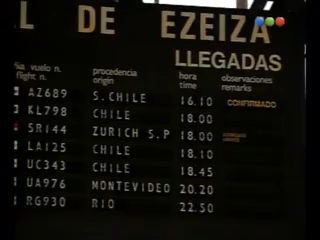 L DE EZEIZA
LLEGADAS
sa vuelo n. procedencia hora observaciones
flight n. origin time remarks
AZ689 S.CHILE 16.10 CONFIRMADO
KL798 CHILE 18.00
SR144 ZURICH S.P 18.00
LA125 CHILE 18.10
UC343 CHILE 18.45
UA976 MONTEVIDEO 20.20
RG930 RIO 22.50